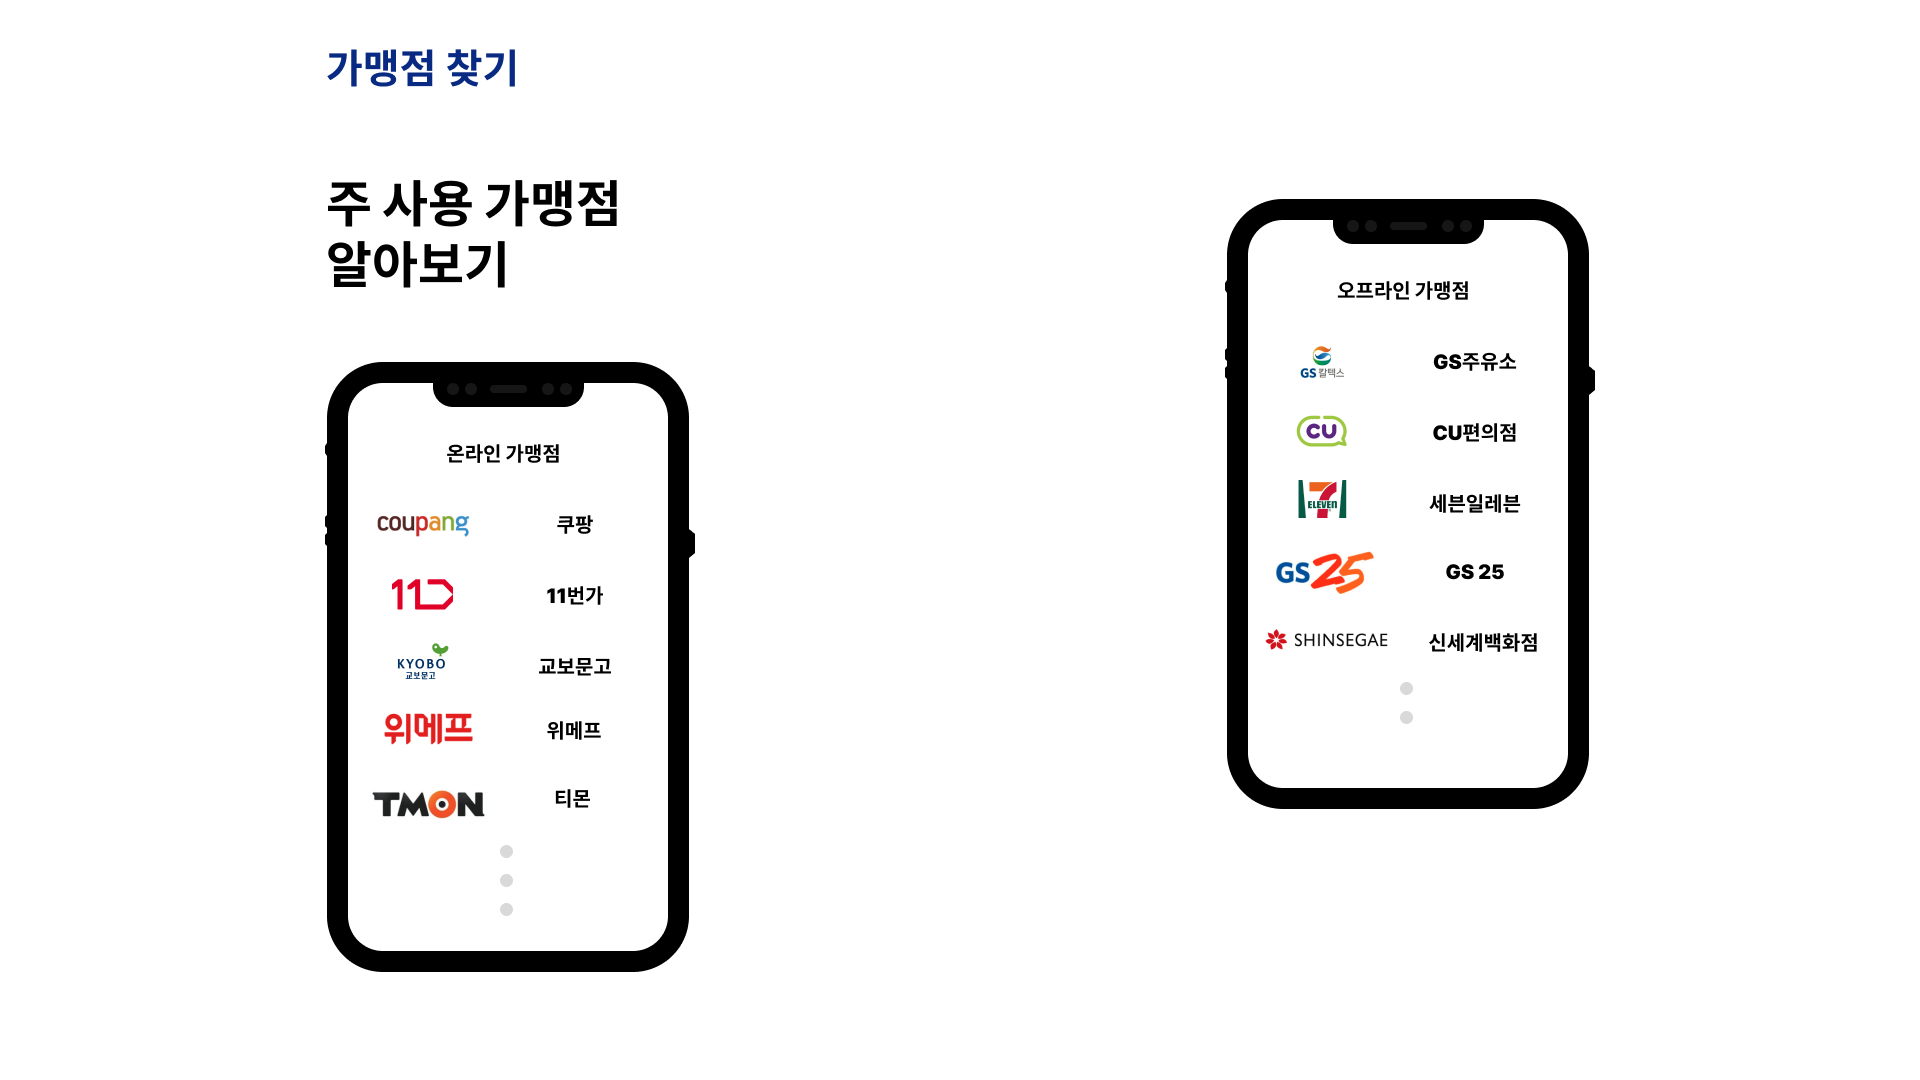 가맹점 찾기
주 사용 가맹점
알아보기
온라인 가맹점
coupang 쿠팡
11 11번가
KYOBO
교보문고 교보문고
위메프 위메프
TMON 티몬
오프라인 가맹점
GS칼텍스 GS주유소
CU CU편의점
7 ELEVEN 세븐일레븐
GS25 GS 25
SHINSEGAE 신세계백화점